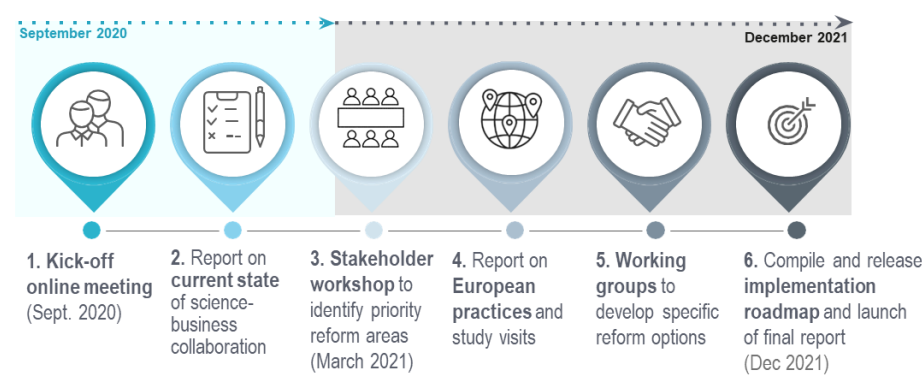 September 2020
December 2021
1. Kick-off
online meeting
(Sept. 2020)
2. Report on
current state
of science-
business
collaboration
3. Stakeholder
workshop to
identify priority
reform areas
(March 2021)
4. Report on
European
practices and
study visits
5. Working
groups to
develop specific
reform options
6. Compile and release
implementation
roadmap and launch
of final report
(Dec 2021)